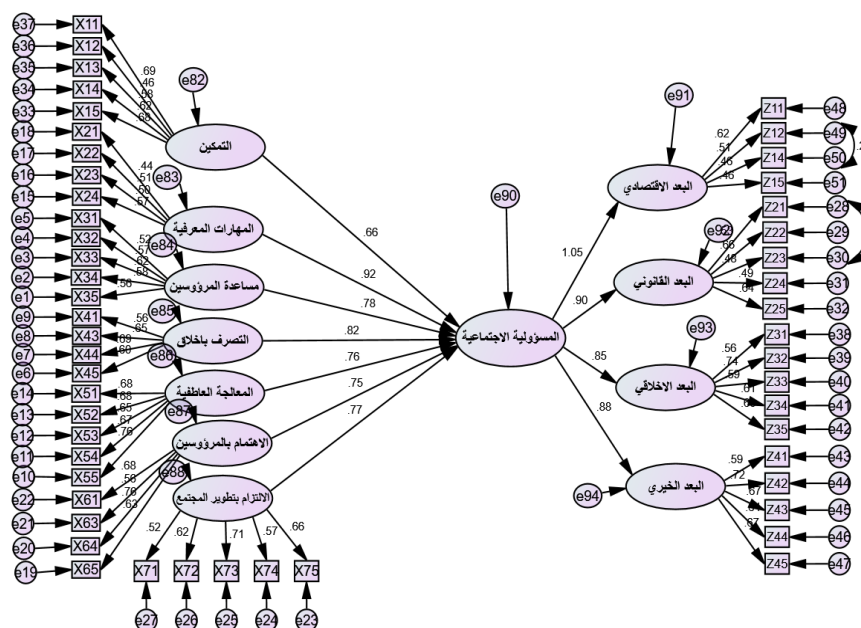 e37 X11
e36 X12
e35 X13
e34 X14
e33 X15
e18 X21
e17 X22
e16 X23
e15 X24
e5 X31
e4 X32
e3 X33
e2 X34
e1 X35
e9 X41
e8 X43
e7 X44
e6 X45
e14 X51
e13 X52
e12 X53
e11 X54
e10 X55
e22 X61
e21 X63
e20 X64
e19 X65
.69
.46
.58
.62
.68
e82
التمكين
.44
.51
.50
.57
e83
المهارات المعرفية
.52
.57
.62
.58
.56
e84
مساعدة المرؤوسين
.56
.65
.69
.60
e85
التصرف باخلاق
.68
.68
.65
.67
.76
e86
المعالجة العاطفية
.68
.56
.76
.63
e87
الاهتمام بالمرؤوسين
e88
الالتزام بتطوير المجتمع
.52 .62 .71 .57 .66
X71 X72 X73 X74 X75
e27 e26 e25 e24 e23
.66
.92
.78
.82
.76
.75
.77
e90
المسؤولية الاجتماعية
1.05
.90
.85
.88
e91
البعد الاقتصادي
.62
.51
.46
.46
Z11 e48
Z12 e49
Z14 e50
Z15 e51
e92
البعد القانوني
.66
.48
.49
.64
Z21 e28
Z22 e29
Z23 e30
Z24 e31
Z25 e32
e93
البعد الاخلاقي
.56
.74
.59
.61
Z31 e38
Z32 e39
Z33 e40
Z34 e41
Z35 e42
e94
البعد الخيري
.59
.72
.67
.67
Z41 e43
Z42 e44
Z43 e45
Z44 e46
Z45 e47